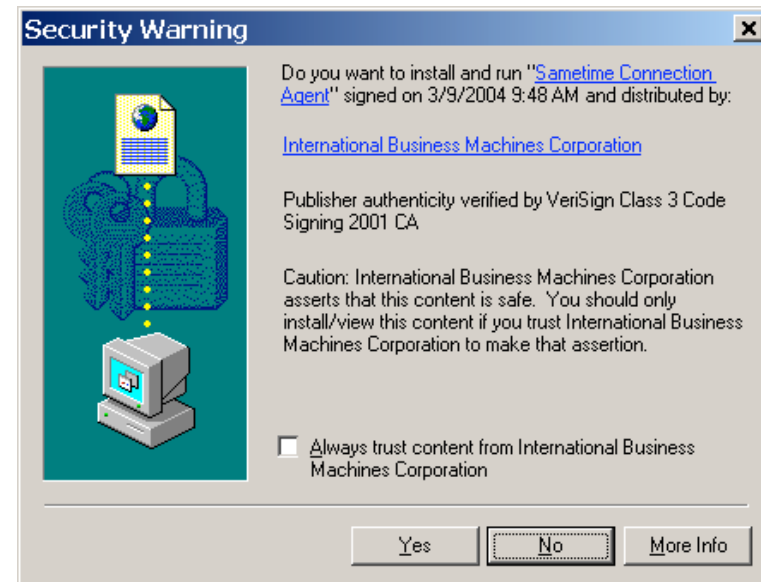 Security Warning
Do you want to install and run "Sametime Connection
Agent" signed on 3/9/2004 9:48 AM and distributed by:
International Business Machines Corporation
Publisher authenticity verified by VeriSign Class 3 Code
Signing 2001 CA
Caution: International Business Machines Corporation
asserts that this content is safe.  You should only
install/view this content if you trust International Business
Machines Corporation to make that assertion.
Always trust content from International Business
Machines Corporation
Yes No More Info